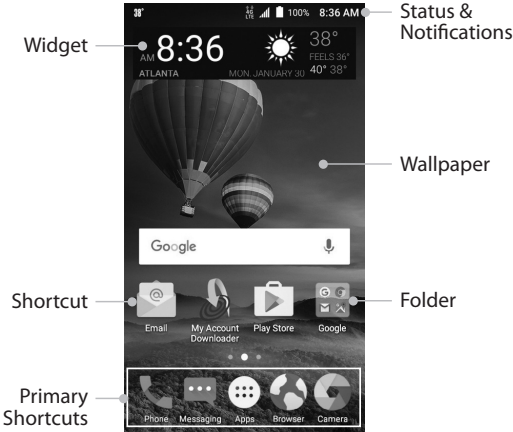 38°
4G
LTE
100%
8:36 AM
Status &
Notifications
Widget
AM 8:36
38°
FEELS 36°
ATLANTA
MON, JANUARY 30
40° 38°
Wallpaper
Google
Shortcut
Folder
Email
My Account
Downloader
Play Store
Google
Primary
Shortcuts
Phone
Messaging
Apps
Browser
Camera